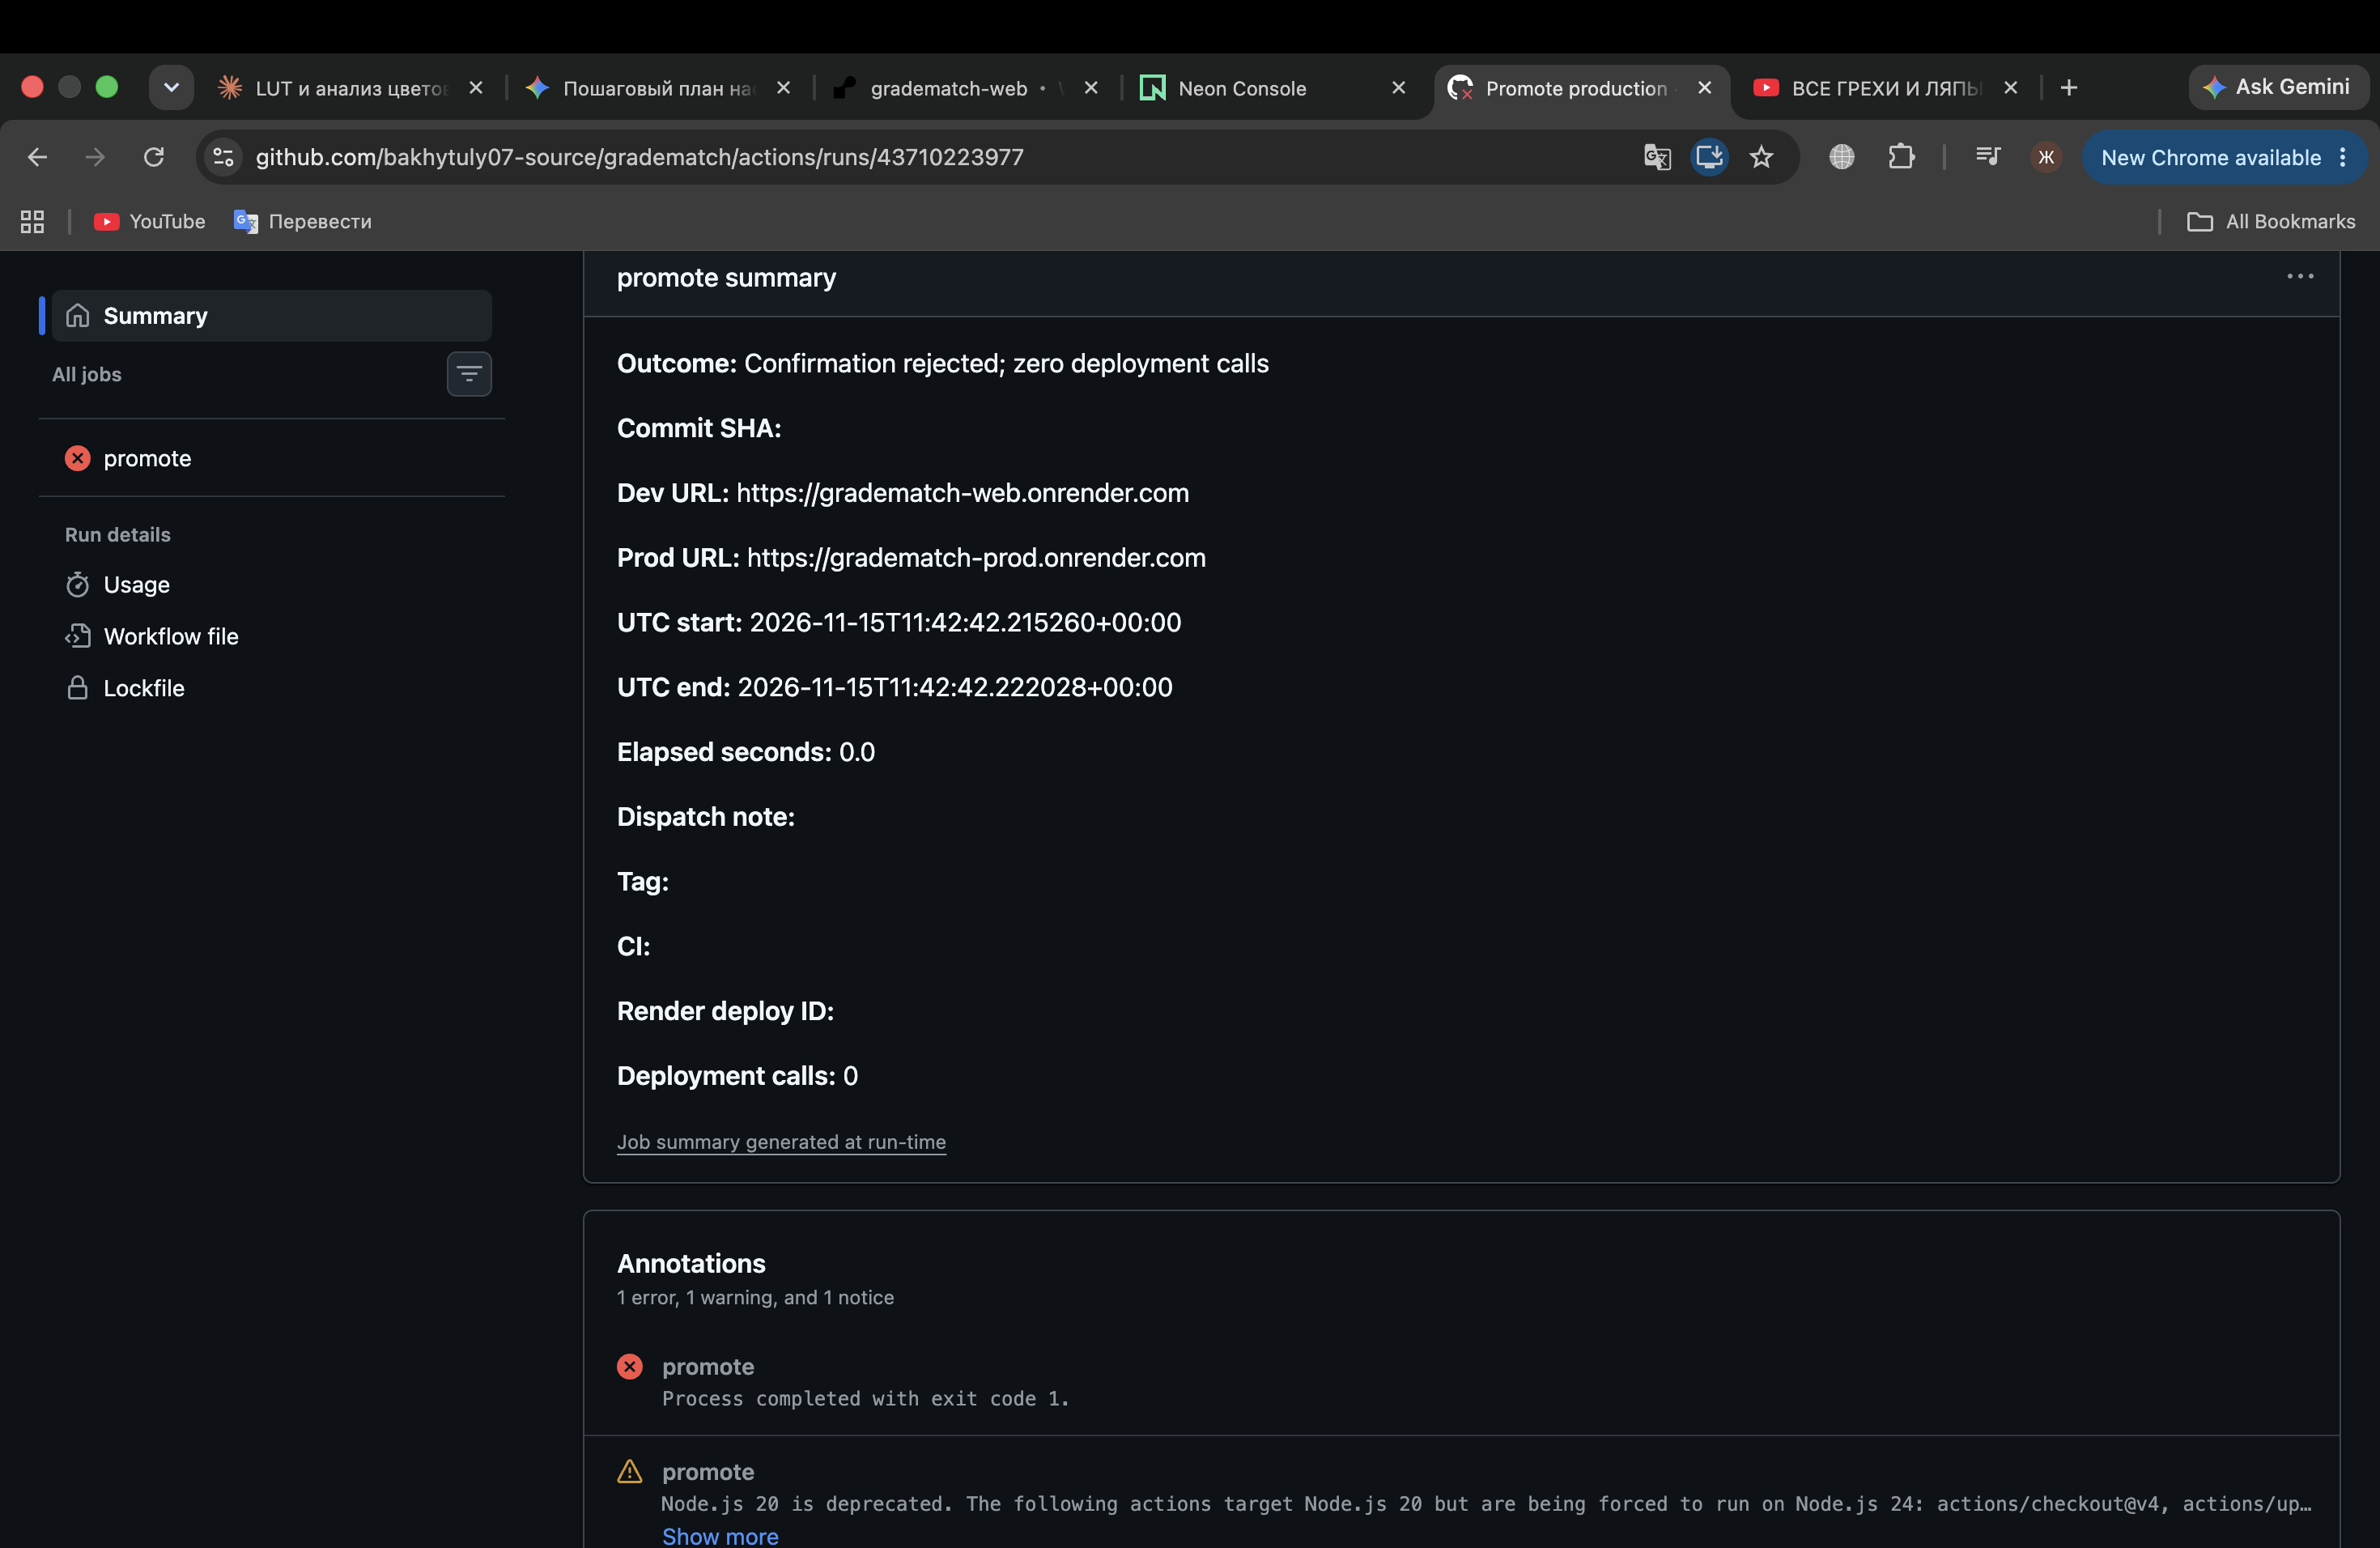 LUT и анализ цвето
Пошаговый план на
gradematch-web •
Neon Console
Promote production
ВСЕ ГРЕХИ И ЛЯПЫ
Ask Gemini
github.com/bakhytuly07-source/gradematch/actions/runs/43710223977
Ж
New Chrome available
YouTube
Перевести
All Bookmarks
Summary
All jobs
promote
Run details
Usage
Workflow file
Lockfile
promote summary
Outcome: Confirmation rejected; zero deployment calls
Commit SHA:
Dev URL: https://gradematch-web.onrender.com
Prod URL: https://gradematch-prod.onrender.com
UTC start: 2026-11-15T11:42:42.215260+00:00
UTC end: 2026-11-15T11:42:42.222028+00:00
Elapsed seconds: 0.0
Dispatch note:
Tag:
CI:
Render deploy ID:
Deployment calls: 0
Job summary generated at run-time
Annotations
1 error, 1 warning, and 1 notice
promote
Process completed with exit code 1.
promote
Node.js 20 is deprecated. The following actions target Node.js 20 but are being forced to run on Node.js 24: actions/checkout@v4, actions/up…
Show more